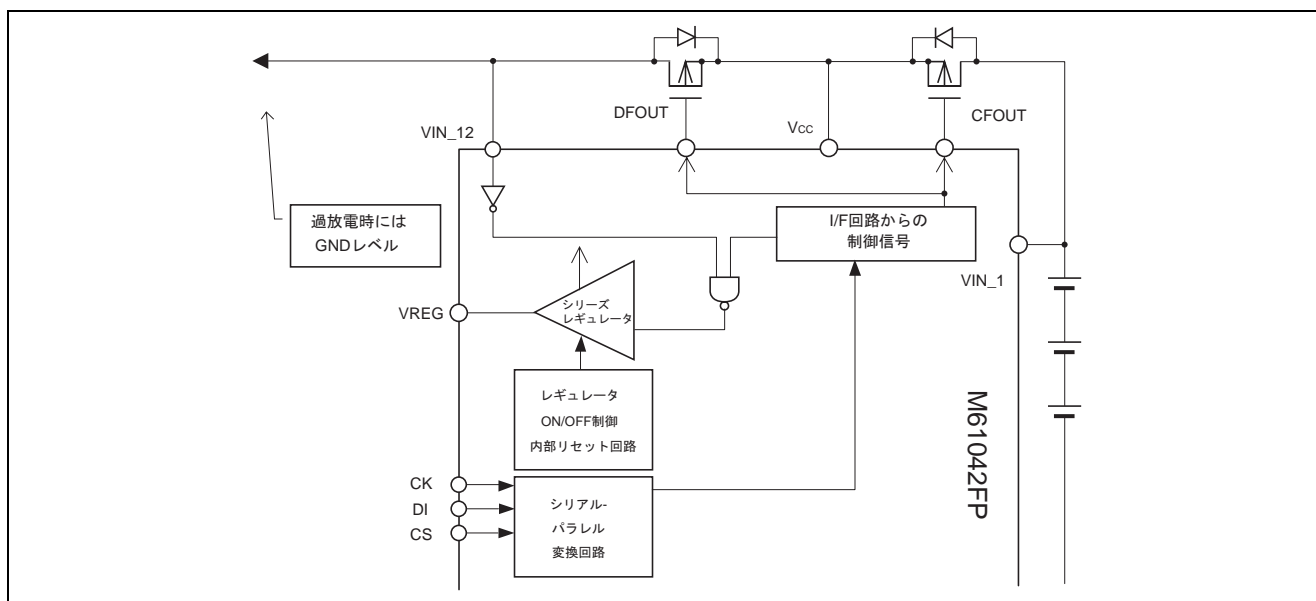 DFOUT
CFOUT
VIN_12
Vcc
過放電時には
GNDレベル
I/F回路からの
制御信号
VIN_1
VREG
シリーズ
レギュレータ
レギュレータ
ON/OFF制御
内部リセット回路
M61042FP
CK
DI
CS
シリアル-
パラレル
変換回路